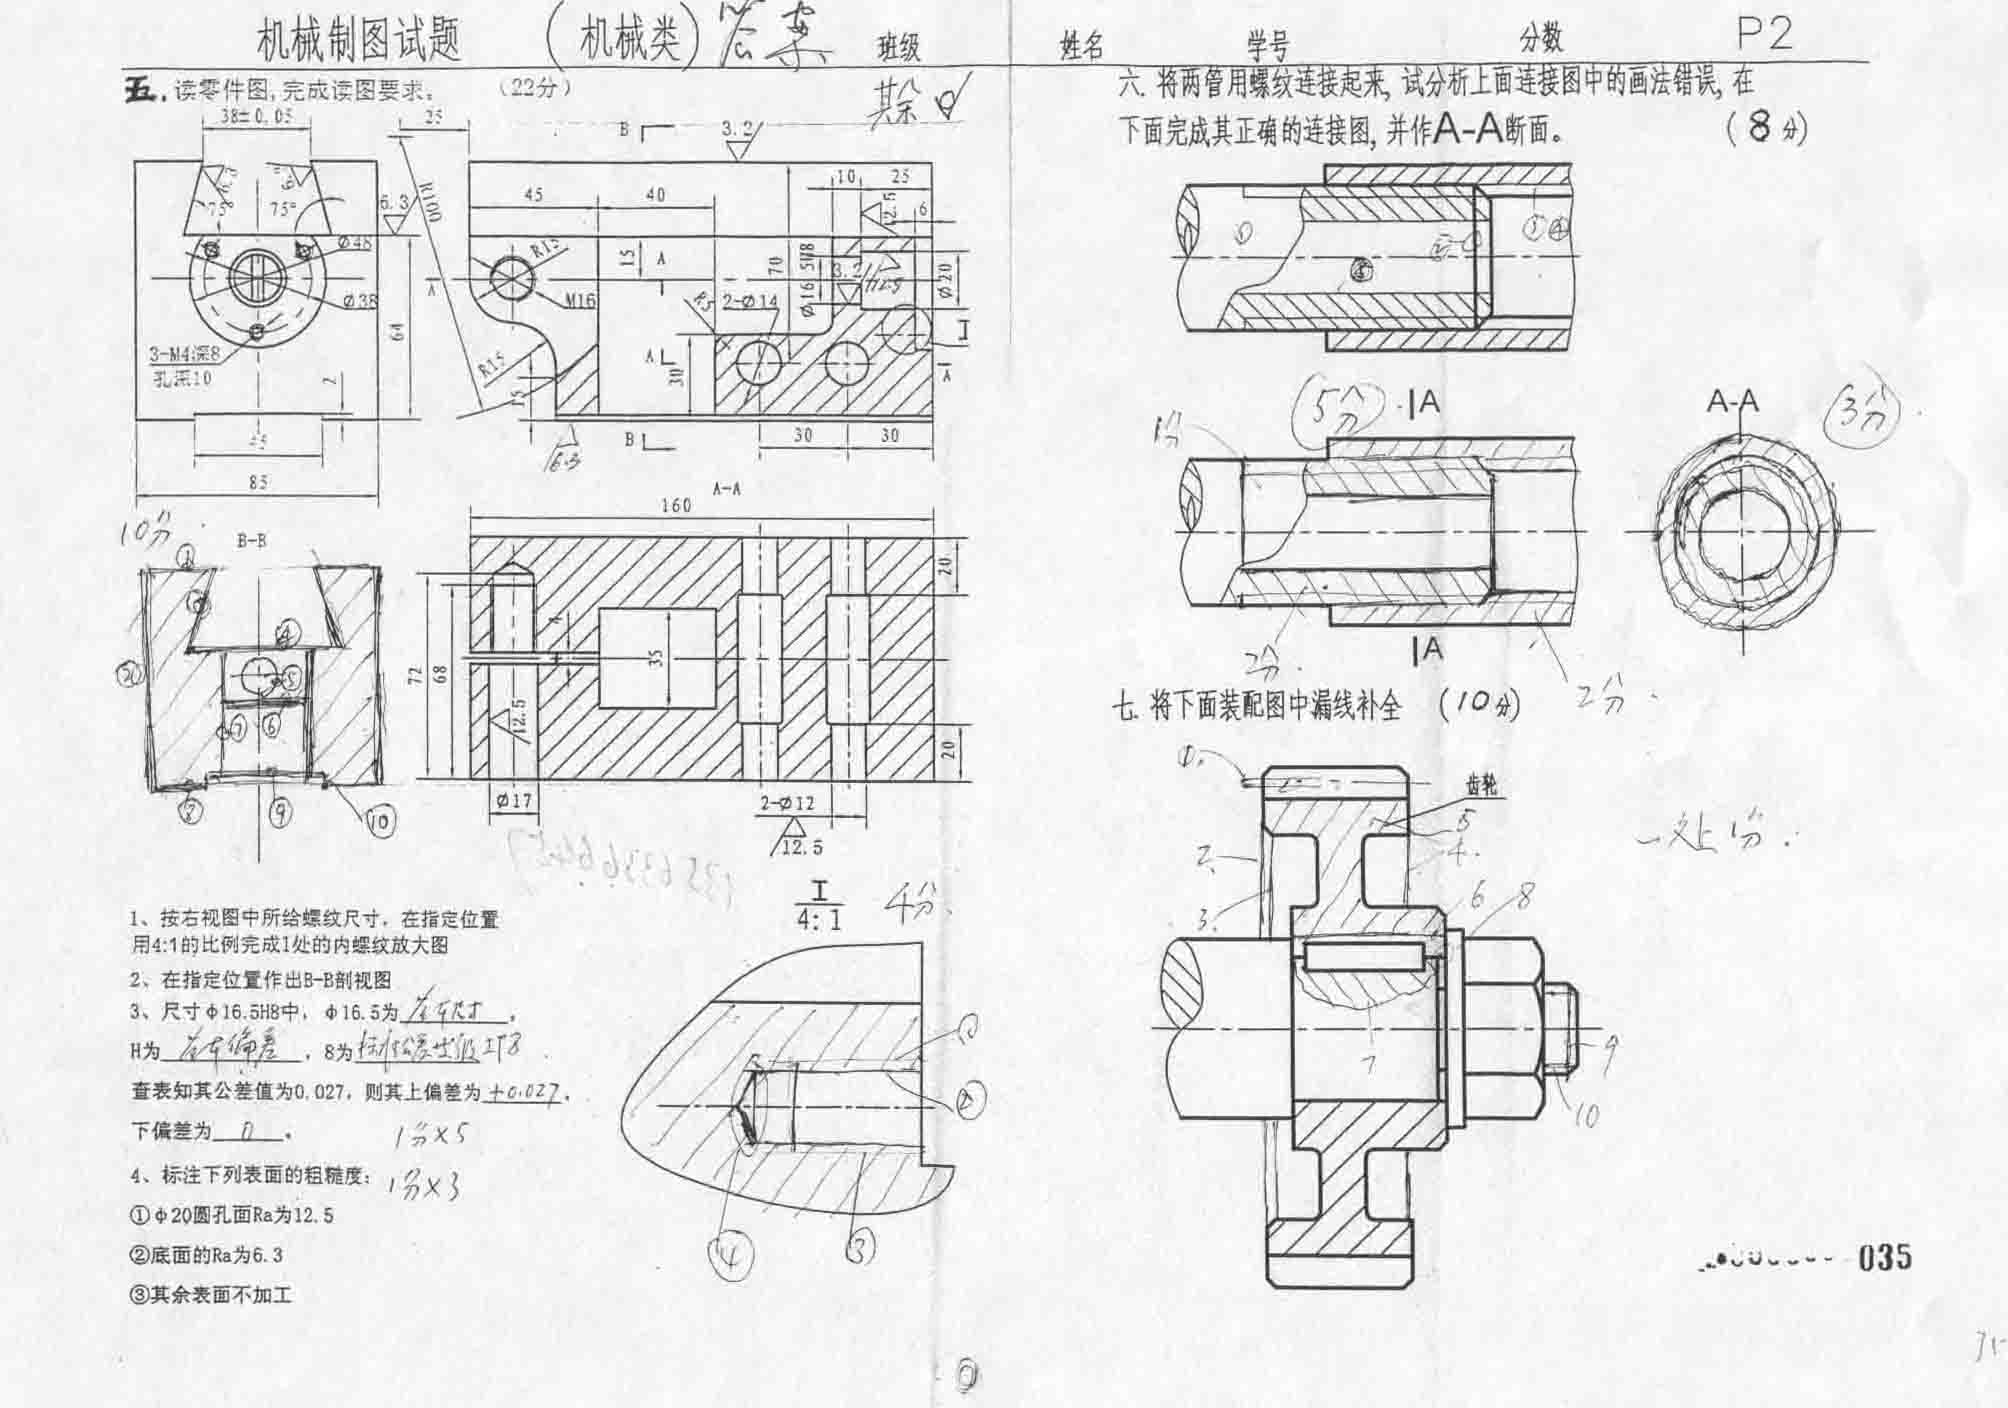 机械制图试题 （机械类） 答案 班级 姓名 学号 分数 P2
五.读零件图,完成读图要求。 （22分）
其余
38±0.05
25
B
3.2
6.3
6.3
75°
75°
6.3
R100
Φ48
Φ38
64
3-M4深8
孔深10
2
45
85
45
40
10
25
12.5
6
R15
15
A
70
Φ16.5H8
3.2
12.5
Φ20
M16
R5
2-Φ14
I
R15
A
30
15
6.3
B
30
30
A-A
160
10分
B-B
①
④
⑤
⑥
⑦
⑧
⑨
⑩
20
72
68
35
12.5
20
Φ17
2-Φ12
12.5
I
4:1
4分
1、按右视图中所给螺纹尺寸，在指定位置
用4:1的比例完成I处的内螺纹放大图
2、在指定位置作出B-B剖视图
3、尺寸Φ16.5H8中，Φ16.5为基本尺寸，
H为基本偏差，8为标准公差等级IT8
查表知其公差值为0.027，则其上偏差为+0.027，
下偏差为0。 1分×5
4、标注下列表面的粗糙度： 1分×3
①Φ20圆孔面Ra为12.5
②底面的Ra为6.3
③其余表面不加工
②
③
④
六.将两管用螺纹连接起来,试分析上面连接图中的画法错误,在
下面完成其正确的连接图,并作A-A断面。 （8分）
①
③④
1分
5分
A
A-A
3分
A
2分
2分
七.将下面装配图中漏线补全 （10分）
1.
齿轮
5
4.
2.
3.
6
8
7
9
10
一处1分.
035